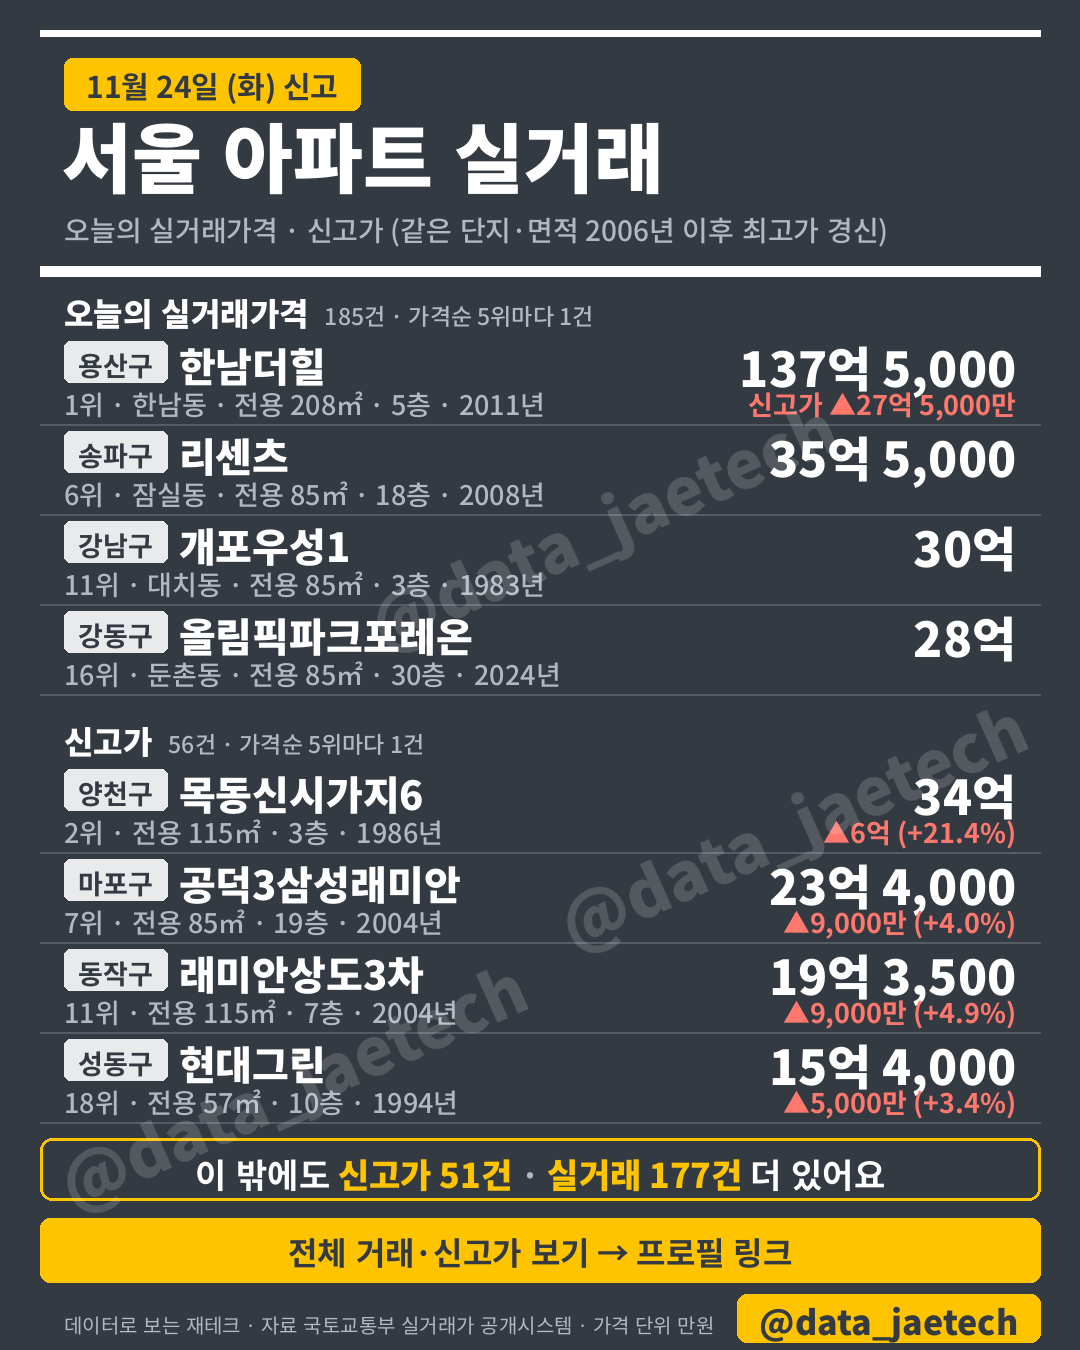 11월 24일 (화) 신고
서울 아파트 실거래
오늘의 실거래가격 · 신고가 (같은 단지·면적 2006년 이후 최고가 경신)
오늘의 실거래가격 185건 · 가격순 5위마다 1건
용산구 한남더힐 137억 5,000
1위 · 한남동 · 전용 208㎡ · 5층 · 2011년 신고가 ▲27억 5,000만
송파구 리센츠 35억 5,000
6위 · 잠실동 · 전용 85㎡ · 18층 · 2008년
강남구 개포우성1 30억
11위 · 대치동 · 전용 85㎡ · 3층 · 1983년
강동구 올림픽파크포레온 28억
16위 · 둔촌동 · 전용 85㎡ · 30층 · 2024년
신고가 56건 · 가격순 5위마다 1건
양천구 목동신시가지6 34억
2위 · 전용 115㎡ · 3층 · 1986년 ▲6억 (+21.4%)
마포구 공덕3삼성래미안 23억 4,000
7위 · 전용 85㎡ · 19층 · 2004년 ▲9,000만 (+4.0%)
동작구 래미안상도3차 19억 3,500
11위 · 전용 115㎡ · 7층 · 2004년 ▲9,000만 (+4.9%)
성동구 현대그린 15억 4,000
18위 · 전용 57㎡ · 10층 · 1994년 ▲5,000만 (+3.4%)
이 밖에도 신고가 51건 · 실거래 177건 더 있어요
전체 거래·신고가 보기 → 프로필 링크
데이터로 보는 재테크 · 자료 국토교통부 실거래가 공개시스템 · 가격 단위 만원 @data_jaetech
@data_jaetech
@data_jaetech
@data_jaetech